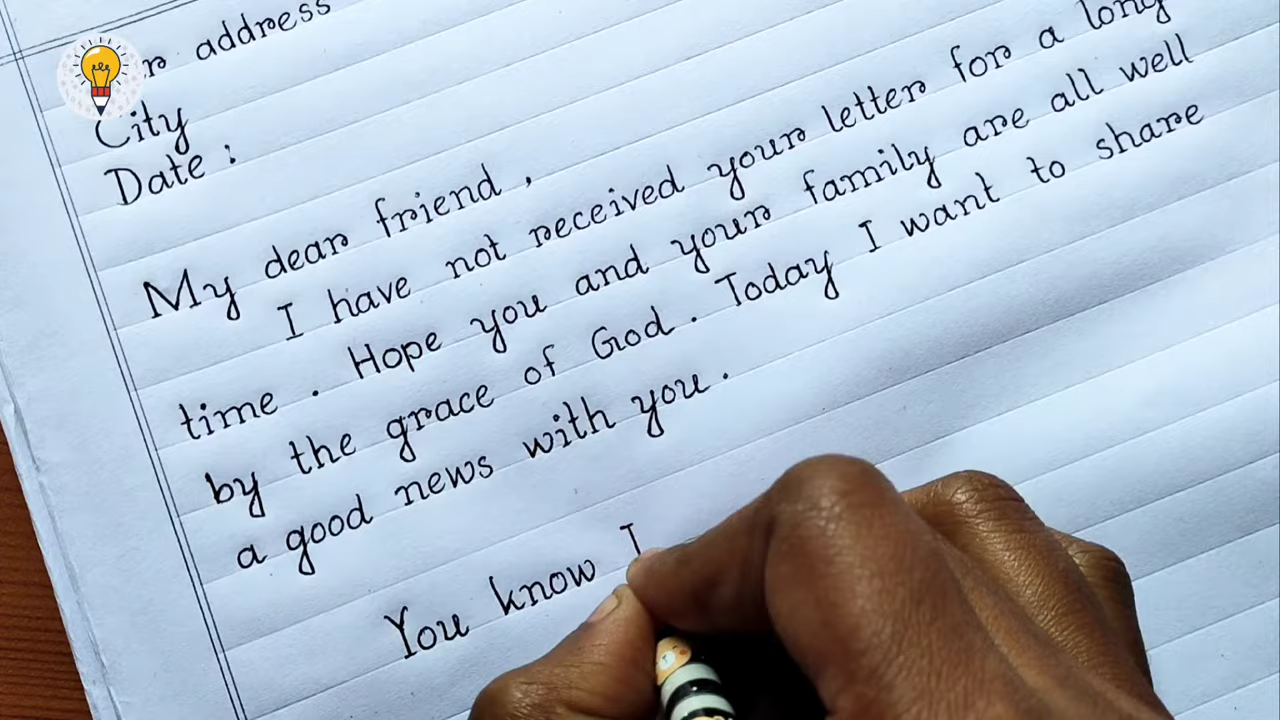 address
City
Date :
My dear friend ,
I have not received your letter for a long
time . Hope you and your family are all well
by the grace of God . Today I want to share
a good news with you .
You know I